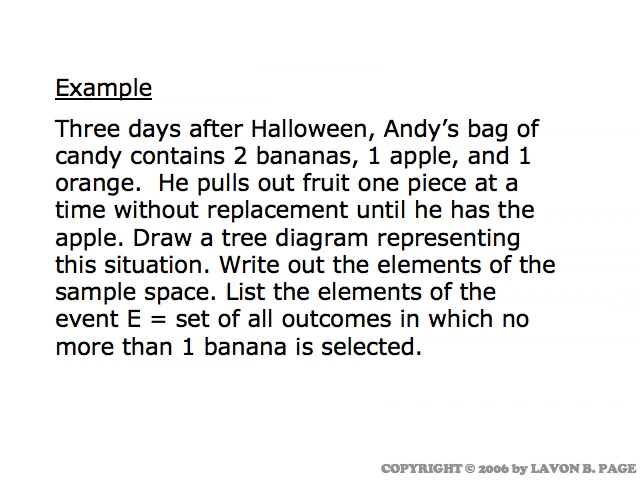 Example
Three days after Halloween, Andy’s bag of
candy contains 2 bananas, 1 apple, and 1
orange.  He pulls out fruit one piece at a
time without replacement until he has the
apple. Draw a tree diagram representing
this situation. Write out the elements of the
sample space. List the elements of the
event E = set of all outcomes in which no
more than 1 banana is selected.
COPYRIGHT © 2006 by LAVON B. PAGE